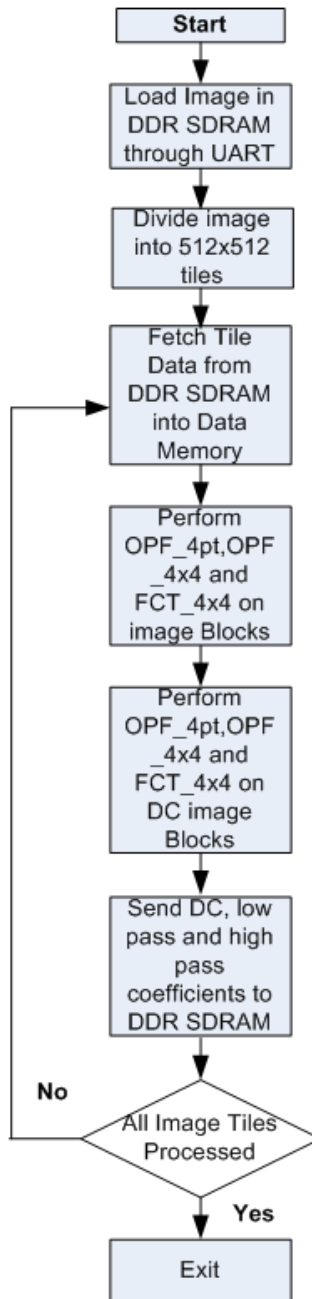 Start
Load Image in
DDR SDRAM
through UART
Divide image
into 512x512
tiles
Fetch Tile
Data from
DDR SDRAM
into Data
Memory
Perform
OPF_4pt,OPF
_4x4 and
FCT_4x4 on
image Blocks
Perform
OPF_4pt,OPF
_4x4 and
FCT_4x4 on
DC image
Blocks
Send DC, low
pass and high
pass
coefficients to
DDR SDRAM
No
All Image Tiles
Processed
Yes
Exit